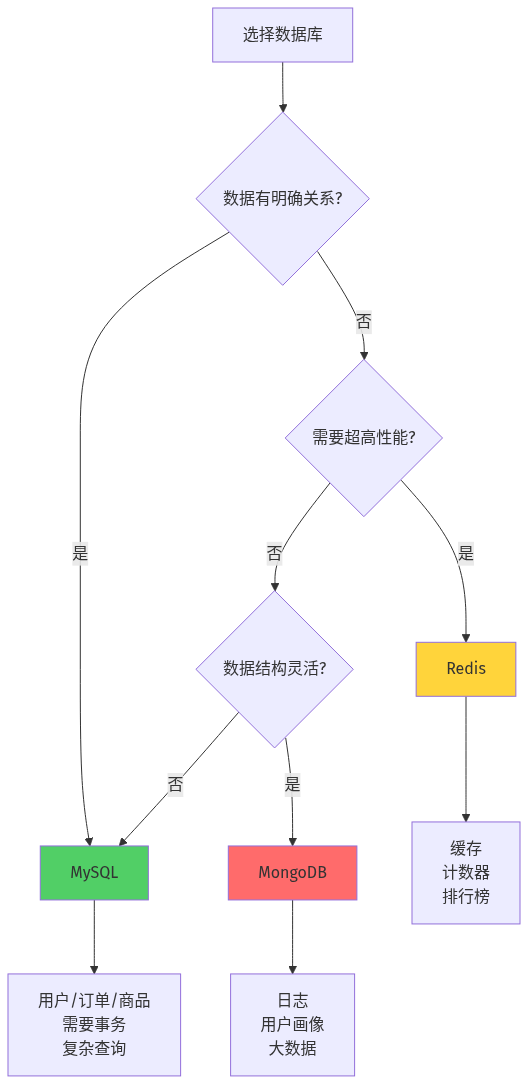 选择数据库
数据有明确关系?
否
需要超高性能?
是
否
是
数据结构灵活?
Redis
否
是
缓存
计数器
排行榜
MySQL
MongoDB
用户/订单/商品
需要事务
复杂查询
日志
用户画像
大数据